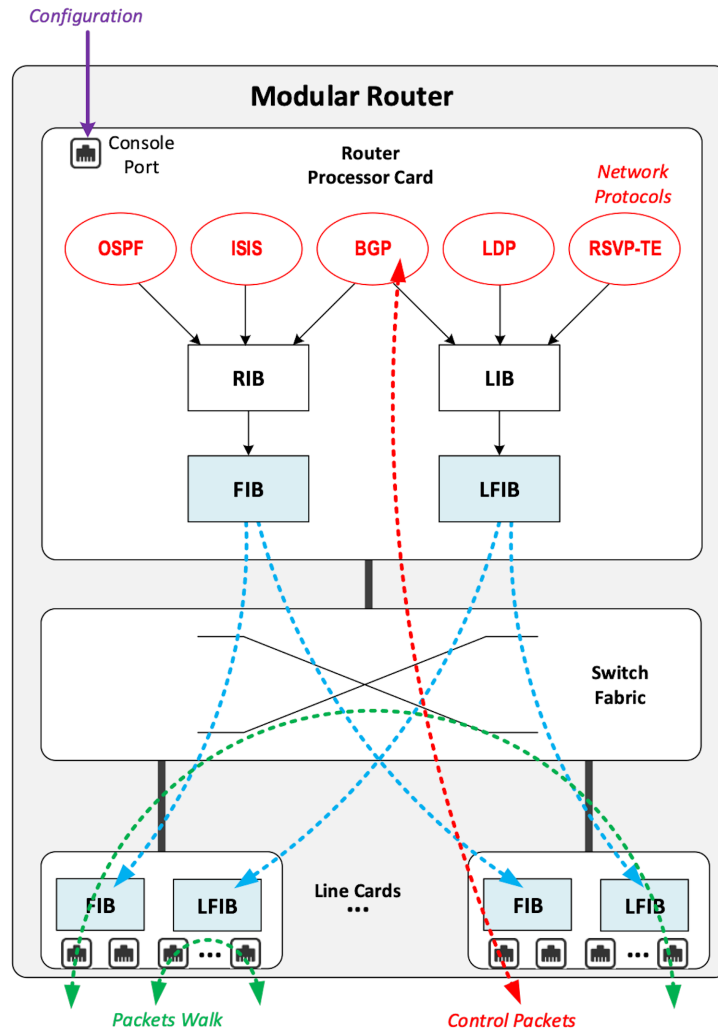 Configuration
Modular Router
Console
Port
Router
Processor Card
Network
Protocols
OSPF
ISIS
BGP
LDP
RSVP-TE
RIB
LIB
FIB
LFIB
Switch
Fabric
FIB
LFIB
Line Cards
...
FIB
LFIB
...
...
Packets Walk
Control Packets